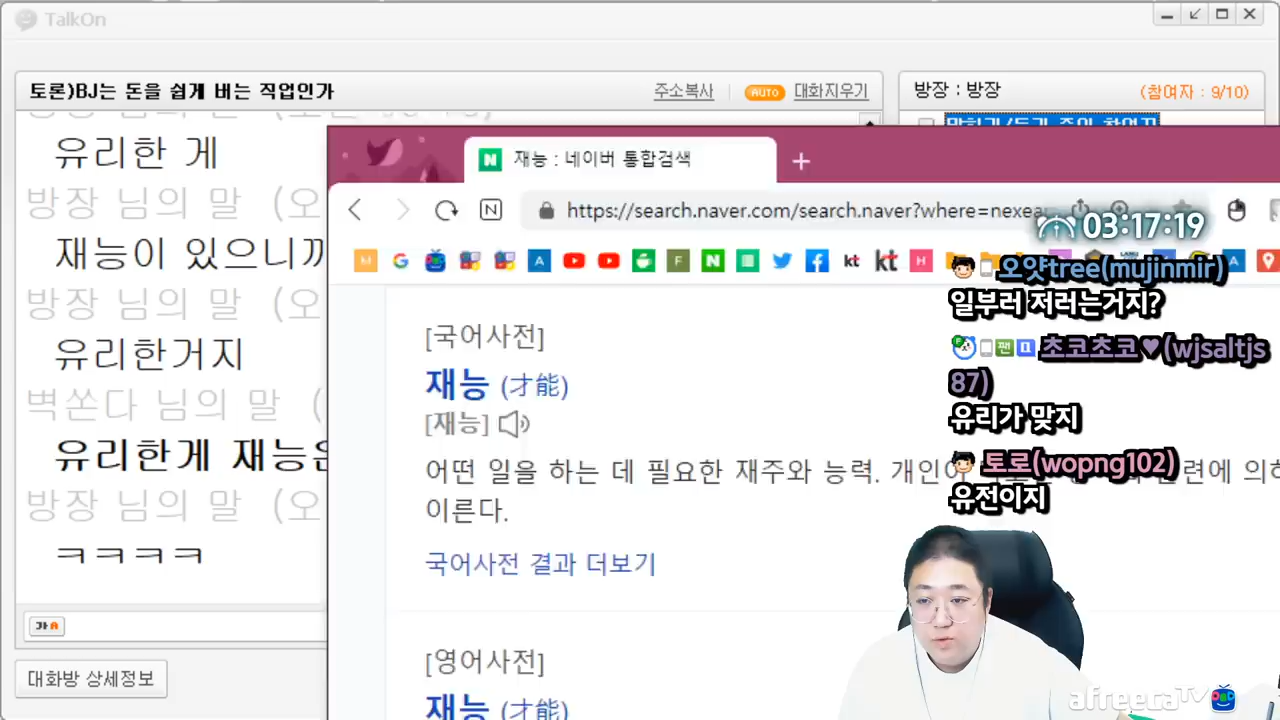 TalkOn
토론)BJ는 돈을 쉽게 버는 직업인가
주소복사
AUTO
대화지우기
방장 : 방장
(참여자 : 9/10)
유리한 게
방장 님의 말 (오
재능이 있으니까
방장 님의 말 (오
유리한거지
벽쏜다 님의 말 (
유리한게 재능은
방장 님의 말 (오
ㅋㅋㅋㅋ
가
대화방 상세정보
재능 : 네이버 통합검색
https://search.naver.com/search.naver?where=nexea
kt kt
[국어사전]
재능 (才能)
[재능]
어떤 일을 하는 데 필요한 재주와 능력. 개인이
이른다.
국어사전 결과 더보기
[영어사전]
재능 (才能)
03:17:19
오얏tree(mujinmir)
일부러 저러는거지?
팬
초코초코♥(wjsaltjs
87)
유리가 맞지
토로(wopng102)
유전이지
afreecaTV